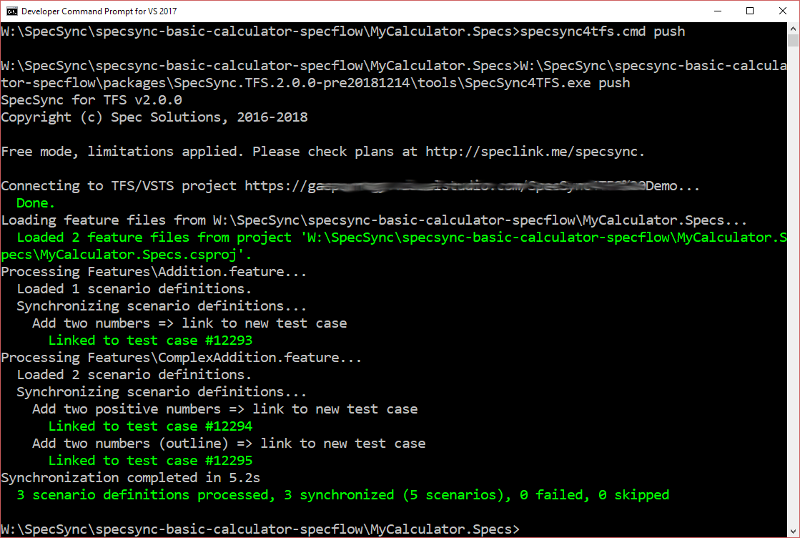 Developer Command Prompt for VS 2017
W:\SpecSync\specsync-basic-calculator-specflow\MyCalculator.Specs>specsync4tfs.cmd push
W:\SpecSync\specsync-basic-calculator-specflow\MyCalculator.Specs>W:\SpecSync\specsync-basic-calcula
tor-specflow\packages\SpecSync.TFS.2.0.0-pre20181214\tools\SpecSync4TFS.exe push
SpecSync for TFS v2.0.0
Copyright (c) Spec Solutions, 2016-2018
Free mode, limitations applied. Please check plans at http://speclink.me/specsync.
Connecting to TFS/VSTS project https://ga Demo...
Done.
Loading feature files from W:\SpecSync\specsync-basic-calculator-specflow\MyCalculator.Specs...
Loaded 2 feature files from project 'W:\SpecSync\specsync-basic-calculator-specflow\MyCalculator.S
pecs\MyCalculator.Specs.csproj'.
Processing Features\Addition.feature...
Loaded 1 scenario definitions.
Synchronizing scenario definitions...
Add two numbers => link to new test case
Linked to test case #12293
Processing Features\ComplexAddition.feature...
Loaded 2 scenario definitions.
Synchronizing scenario definitions...
Add two positive numbers => link to new test case
Linked to test case #12294
Add two numbers (outline) => link to new test case
Linked to test case #12295
Synchronization completed in 5.2s
3 scenario definitions processed, 3 synchronized (5 scenarios), 0 failed, 0 skipped
W:\SpecSync\specsync-basic-calculator-specflow\MyCalculator.Specs>